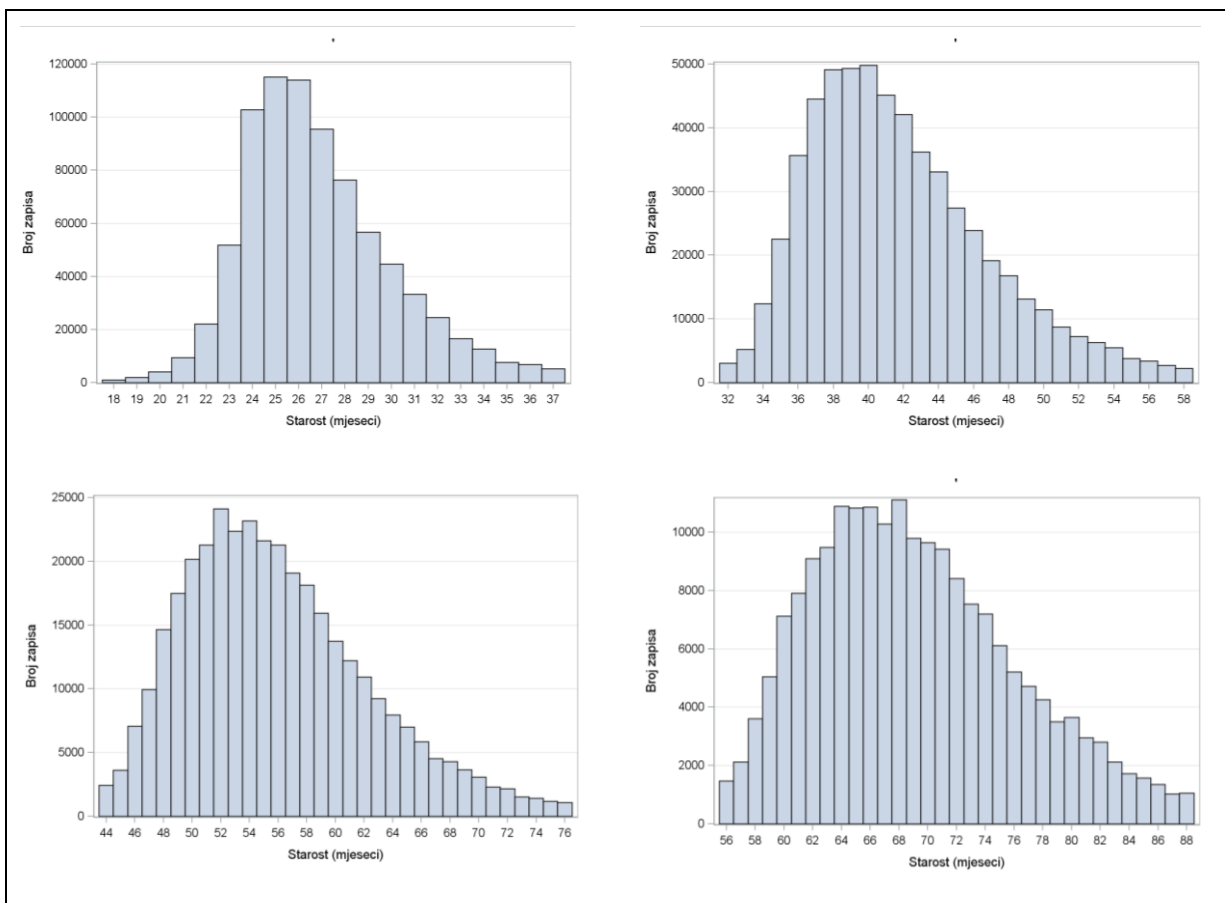 ,
120000
100000
80000
60000
40000
20000
0
Broj zapisa
18 19 20 21 22 23 24 25 26 27 28 29 30 31 32 33 34 35 36 37
Starost (mjeseci)
,
50000
40000
30000
20000
10000
0
Broj zapisa
32 34 36 38 40 42 44 46 48 50 52 54 56 58
Starost (mjeseci)
25000
20000
15000
10000
5000
0
Broj zapisa
44 46 48 50 52 54 56 58 60 62 64 66 68 70 72 74 76
Starost (mjeseci)
,
10000
8000
6000
4000
2000
0
Broj zapisa
56 58 60 62 64 66 68 70 72 74 76 78 80 82 84 86 88
Starost (mjeseci)